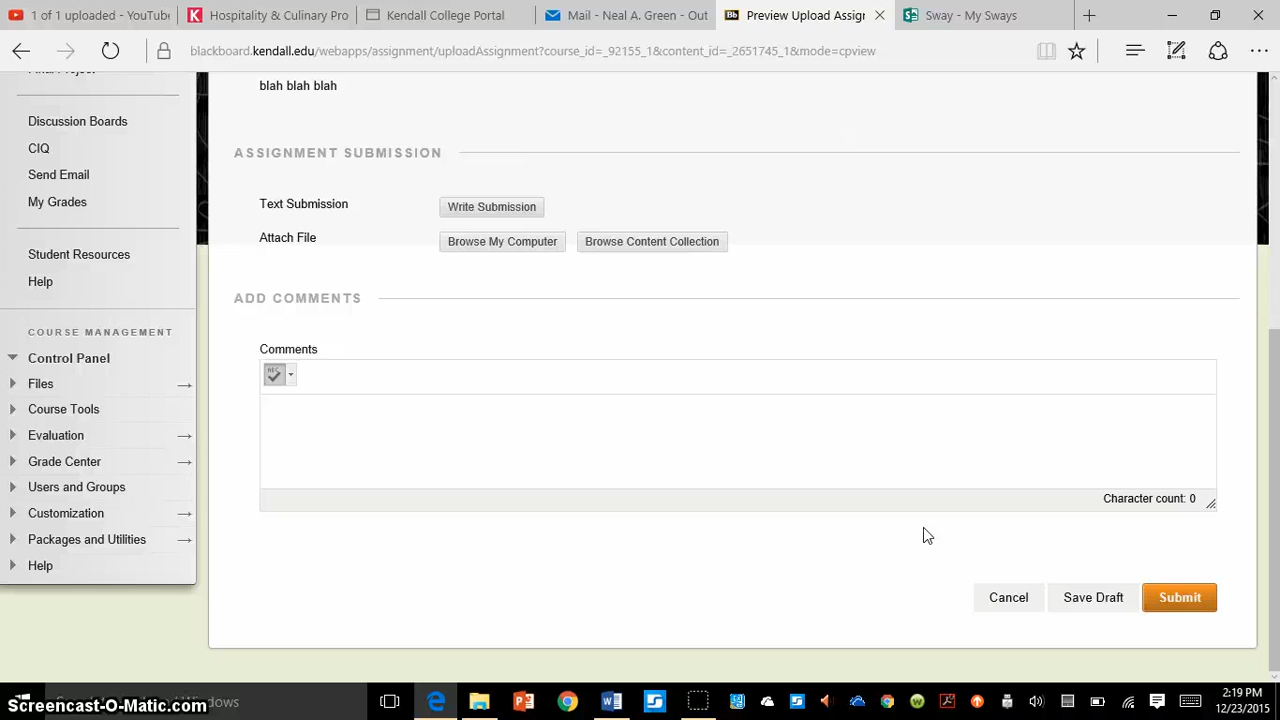 1 of 1 - YouTube
Hospitality & Culinary Pro
Kendall College Portal
Mail - Neal A. Green - Out
Bb Preview Upload Assig
Sway - My Sways
blackboard.kendall.edu/webapps/assignment/uploadAssignment?course_id=_92155_1&content_id=_2651745_1&mode=cpview
blah blah blah
Discussion Boards
CIQ
Send Email
My Grades
Student Resources
Help
COURSE MANAGEMENT
Control Panel
Files
Course Tools
Evaluation
Grade Center
Users and Groups
Customization
Packages and Utilities
Help
ASSIGNMENT SUBMISSION
Text Submission
Write Submission
Attach File
Browse My Computer
Browse Content Collection
ADD COMMENTS
Comments
ABC
Character count: 0
Cancel
Save Draft
Submit
Screencast-O-Matic.com
2:19 PM
12/23/2015